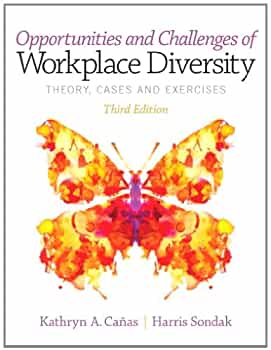 Opportunities and Challenges of
Workplace Diversity
THEORY, CASES AND EXERCISES
Third Edition
Kathryn A. Cañas | Harris Sondak